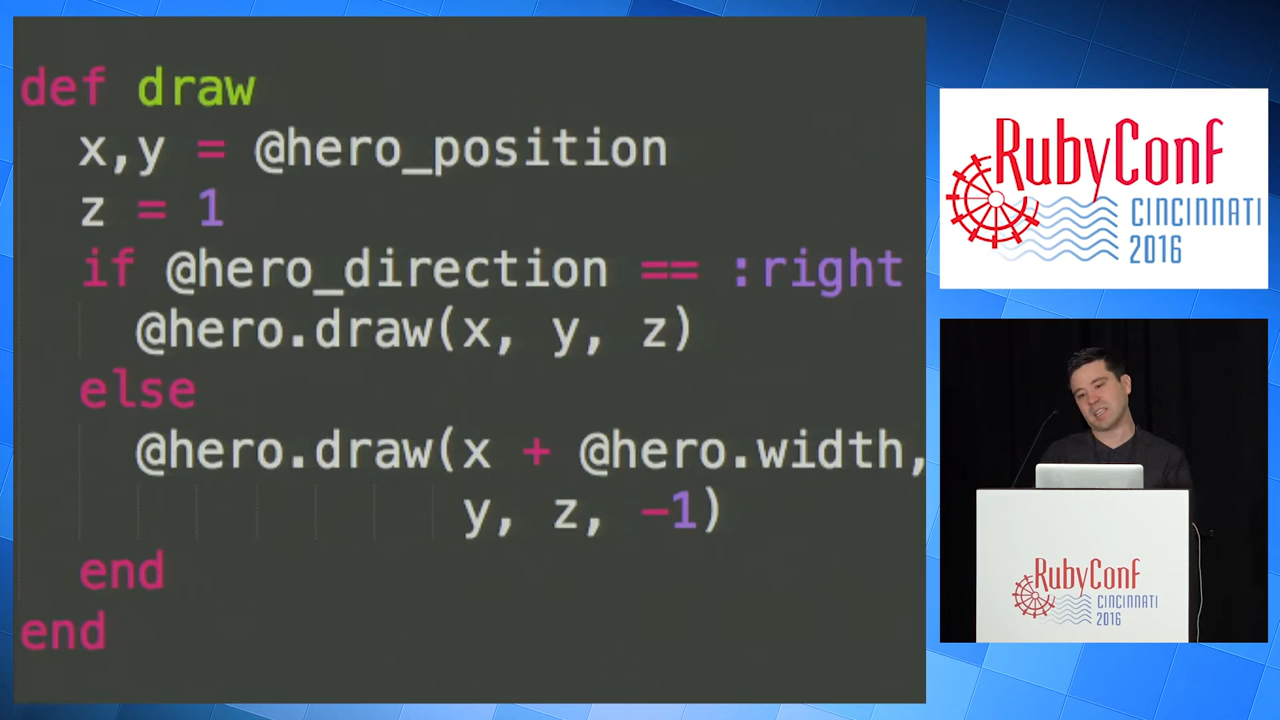 def draw
  x,y = @hero_position
  z = 1
  if @hero_direction == :right
    @hero.draw(x, y, z)
  else
    @hero.draw(x + @hero.width,
               y, z, -1)
  end
end
RubyConf
CINCINNATI
2016
RubyConf
CINCINNATI
2016